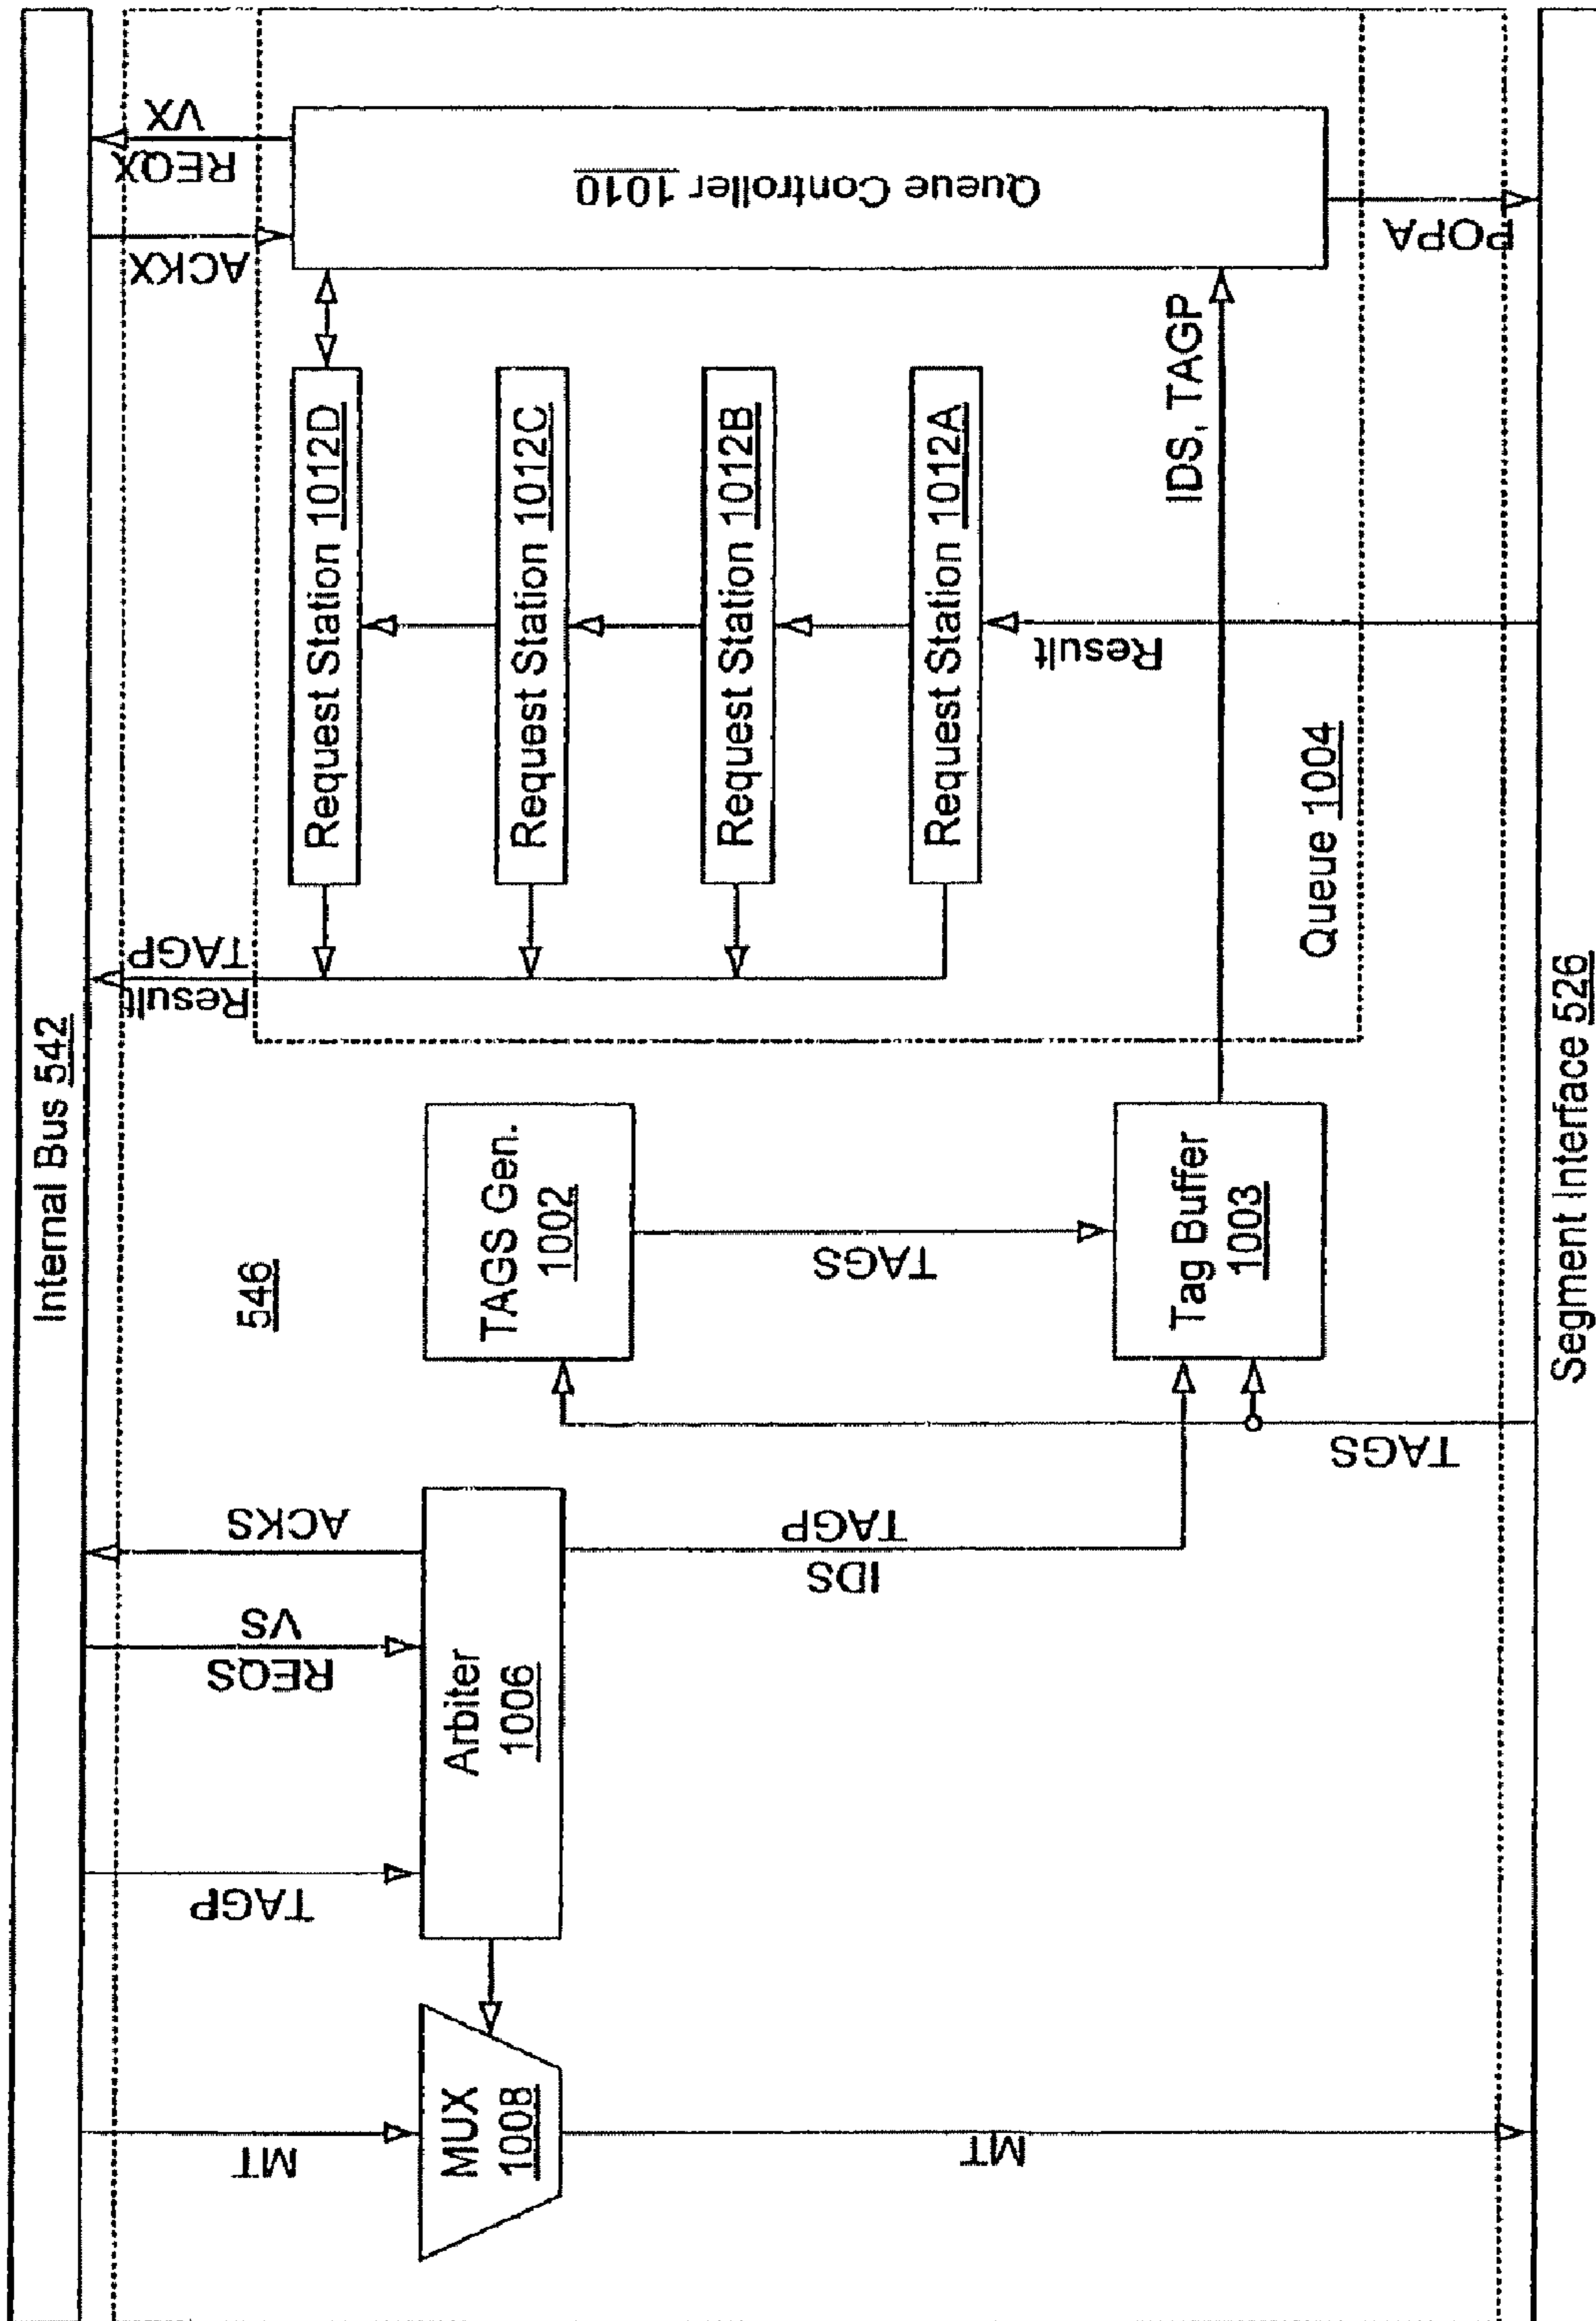 Internal Bus 542
546
MT
TAGP
REQS
VS
ACKS
Result
TAGP
ACKX
REQX
VX
MUX
1008
Arbiter
1006
TAGS Gen.
1002
Request Station 1012D
Request Station 1012C
Request Station 1012B
Request Station 1012A
Queue Controller 1010
IDS
TAGP
TAGS
Tag Buffer
1003
Result
IDS, TAGP
Queue 1004
MT
TAGS
POPA
Segment Interface 526